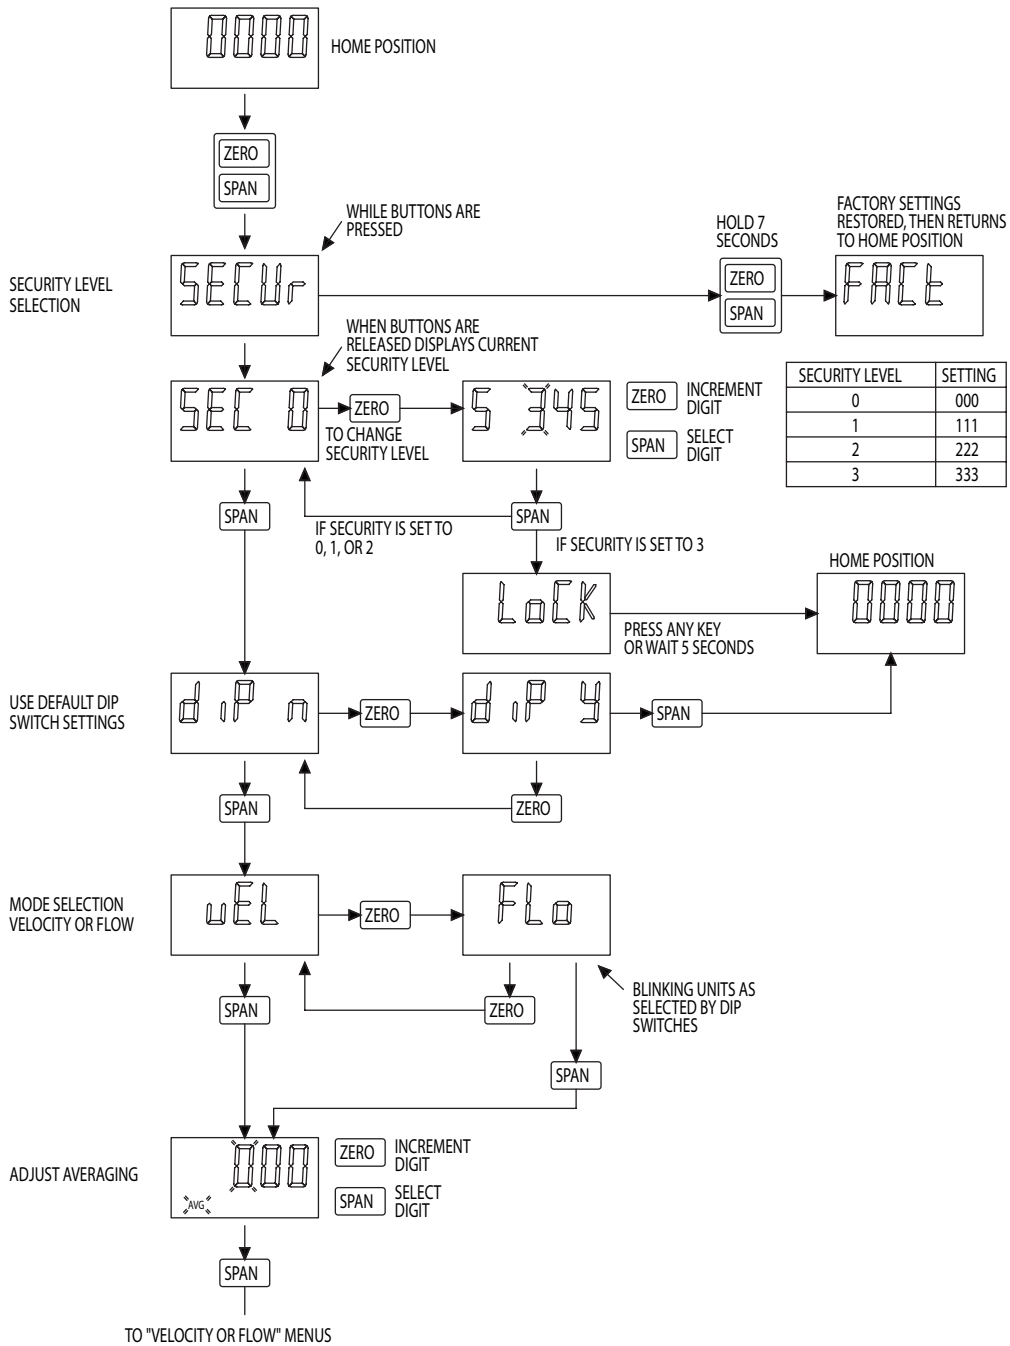 0000
HOME POSITION
ZERO
SPAN
WHILE BUTTONS ARE
PRESSED
HOLD 7
SECONDS
FACTORY SETTINGS
RESTORED, THEN RETURNS
TO HOME POSITION
SECURITY LEVEL
SELECTION
SECUr
ZERO
SPAN
FACt
WHEN BUTTONS ARE
RELEASED DISPLAYS CURRENT
SECURITY LEVEL
SEC 0
ZERO
TO CHANGE
SECURITY LEVEL
S 345
ZERO
INCREMENT
DIGIT
SPAN
SELECT
DIGIT
SECURITY LEVEL SETTING
0 000
1 111
2 222
3 333
SPAN
IF SECURITY IS SET TO
0, 1, OR 2
SPAN
IF SECURITY IS SET TO 3
LoCK
PRESS ANY KEY
OR WAIT 5 SECONDS
HOME POSITION
0000
USE DEFAULT DIP
SWITCH SETTINGS
diP n
ZERO
diP Y
SPAN
SPAN
ZERO
MODE SELECTION
VELOCITY OR FLOW
uEL
ZERO
FLo
BLINKING UNITS AS
SELECTED BY DIP
SWITCHES
SPAN
ZERO
SPAN
ADJUST AVERAGING
000
AVG
ZERO
INCREMENT
DIGIT
SPAN
SELECT
DIGIT
SPAN
TO "VELOCITY OR FLOW" MENUS